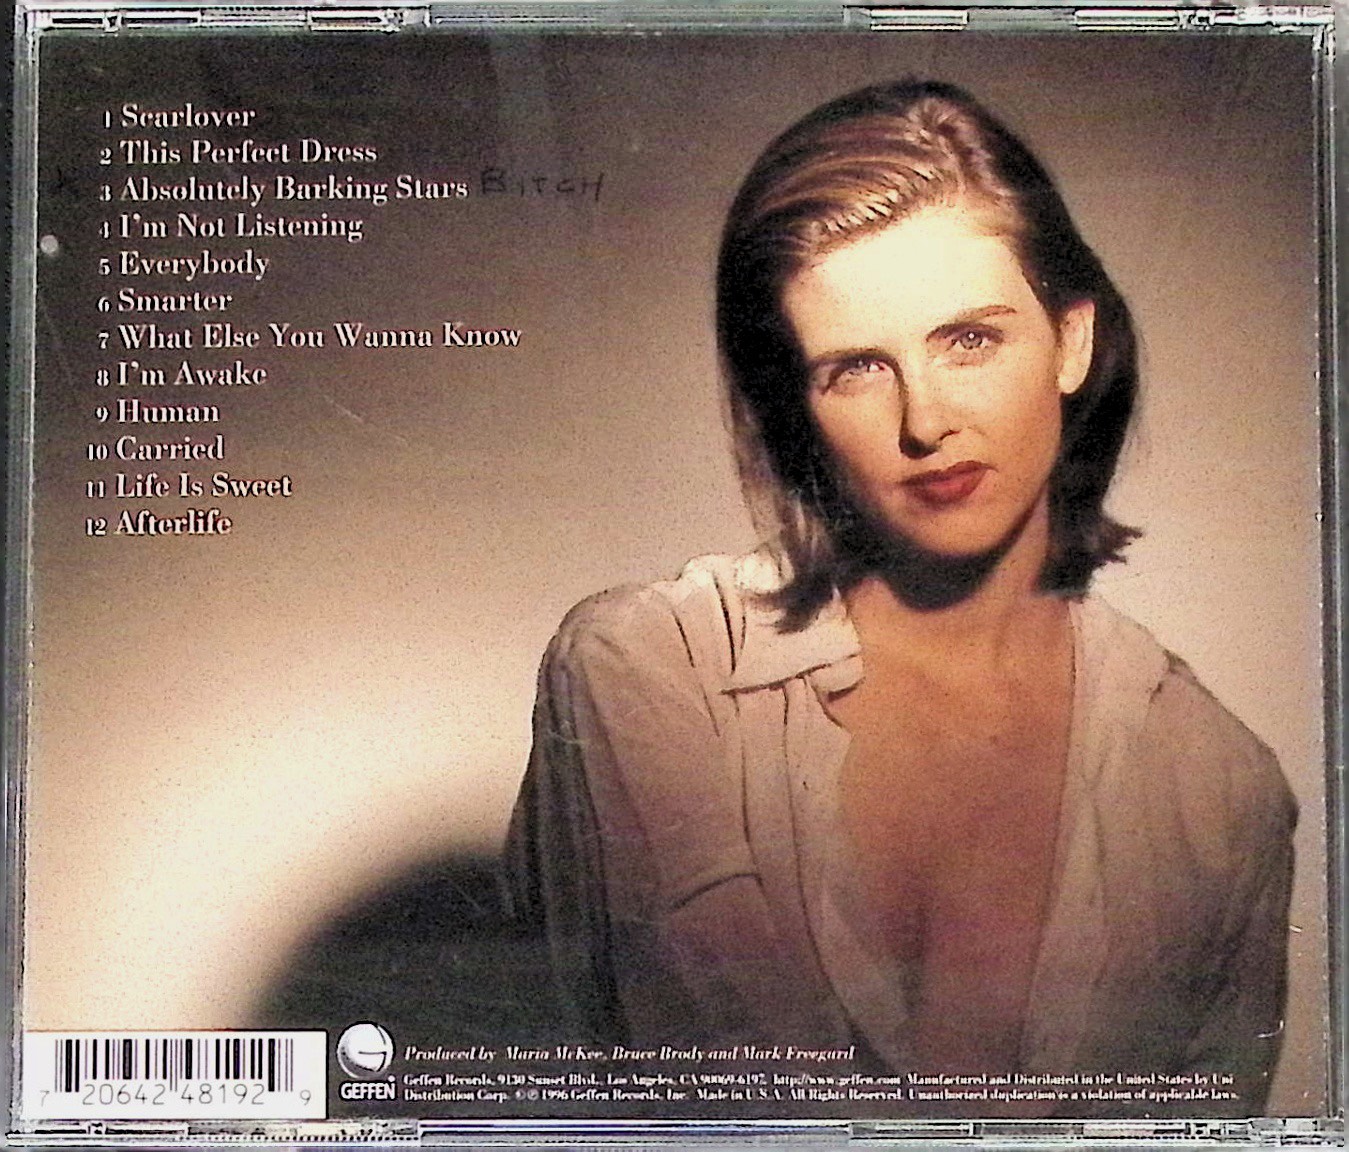 1 Scarlover
2 This Perfect Dress
3 Absolutely Barking Stars BITCH
4 I'm Not Listening
5 Everybody
6 Smarter
7 What Else You Wanna Know
8 I'm Awake
9 Human
10 Carried
11 Life Is Sweet
12 Afterlife
7 20642 48192 9
GEFFEN
Produced by Maria McKee, Bruce Brody and Mark Freegard
Geffen Records, 9130 Sunset Blvd., Los Angeles, CA 90069-6197. http://www.geffen.com Manufactured and Distributed in the United States by Uni
Distribution Corp. ©℗ 1996 Geffen Records, Inc. Made in U.S.A. All Rights Reserved. Unauthorized duplication is a violation of applicable laws.